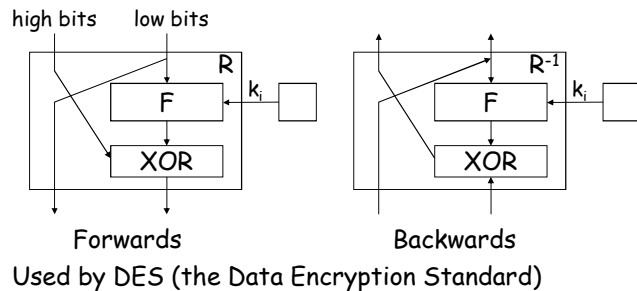 high bits low bits
R R-1
ki ki
F F
XOR XOR
Forwards Backwards
Used by DES (the Data Encryption Standard)